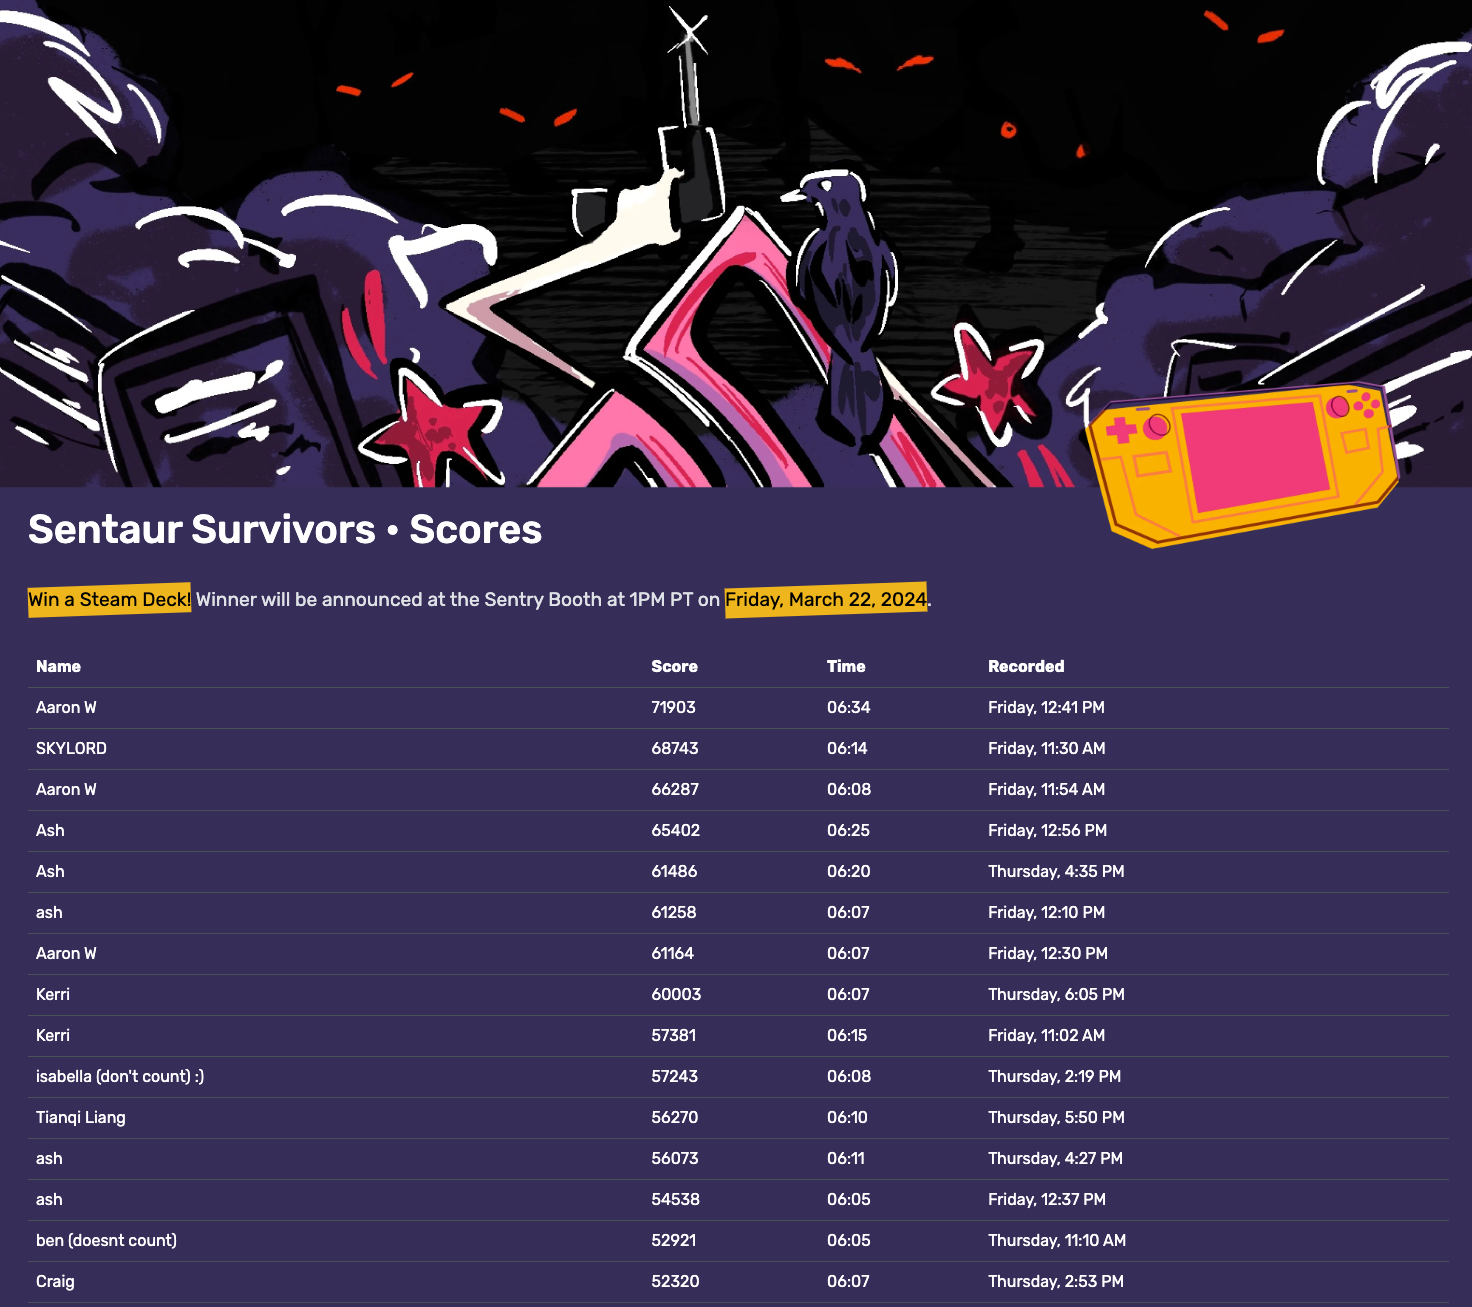 Sentaur Survivors • Scores
Win a Steam Deck! Winner will be announced at the Sentry Booth at 1PM PT on Friday, March 22, 2024.
Name Score Time Recorded
Aaron W 71903 06:34 Friday, 12:41 PM
SKYLORD 68743 06:14 Friday, 11:30 AM
Aaron W 66287 06:08 Friday, 11:54 AM
Ash 65402 06:25 Friday, 12:56 PM
Ash 61486 06:20 Thursday, 4:35 PM
ash 61258 06:07 Friday, 12:10 PM
Aaron W 61164 06:07 Friday, 12:30 PM
Kerri 60003 06:07 Thursday, 6:05 PM
Kerri 57381 06:15 Friday, 11:02 AM
isabella (don't count) :) 57243 06:08 Thursday, 2:19 PM
Tianqi Liang 56270 06:10 Thursday, 5:50 PM
ash 56073 06:11 Thursday, 4:27 PM
ash 54538 06:05 Friday, 12:37 PM
ben (doesnt count) 52921 06:05 Thursday, 11:10 AM
Craig 52320 06:07 Thursday, 2:53 PM